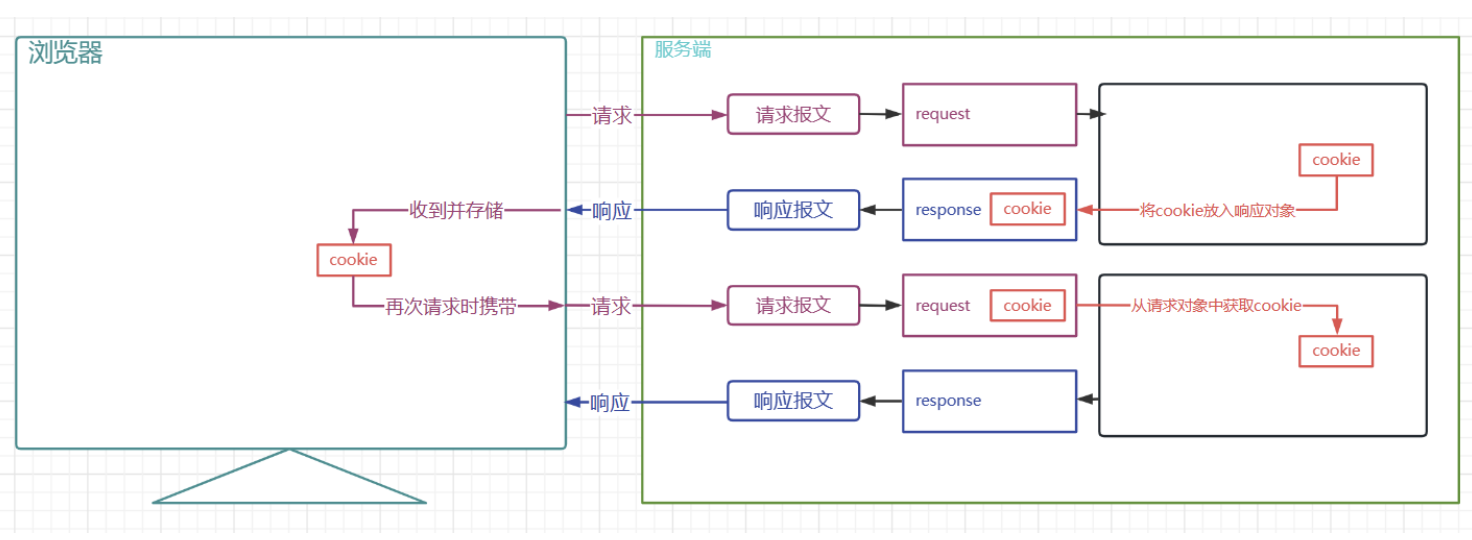 浏览器
服务端
请求
请求报文
request
cookie
收到并存储
响应
响应报文
response
cookie
将cookie放入响应对象
cookie
再次请求时携带
请求
请求报文
request
cookie
从请求对象中获取cookie
cookie
响应
响应报文
response